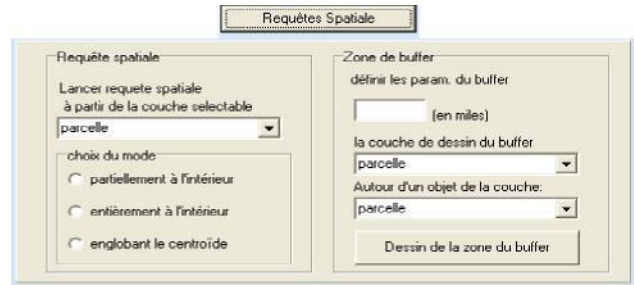 Requêtes Spatiale
Requête spatiale
Lancer requete spatiale
à partir de la couche selectable
parcelle
choix du mode
partiellement à l'intérieur
entièrement à l'intérieur
englobant le centroïde
Zone de buffer
définir les param. du buffer
(en miles)
la couche de dessin du buffer
parcelle
Autour d'un objet de la couche:
parcelle
Dessin de la zone du buffer